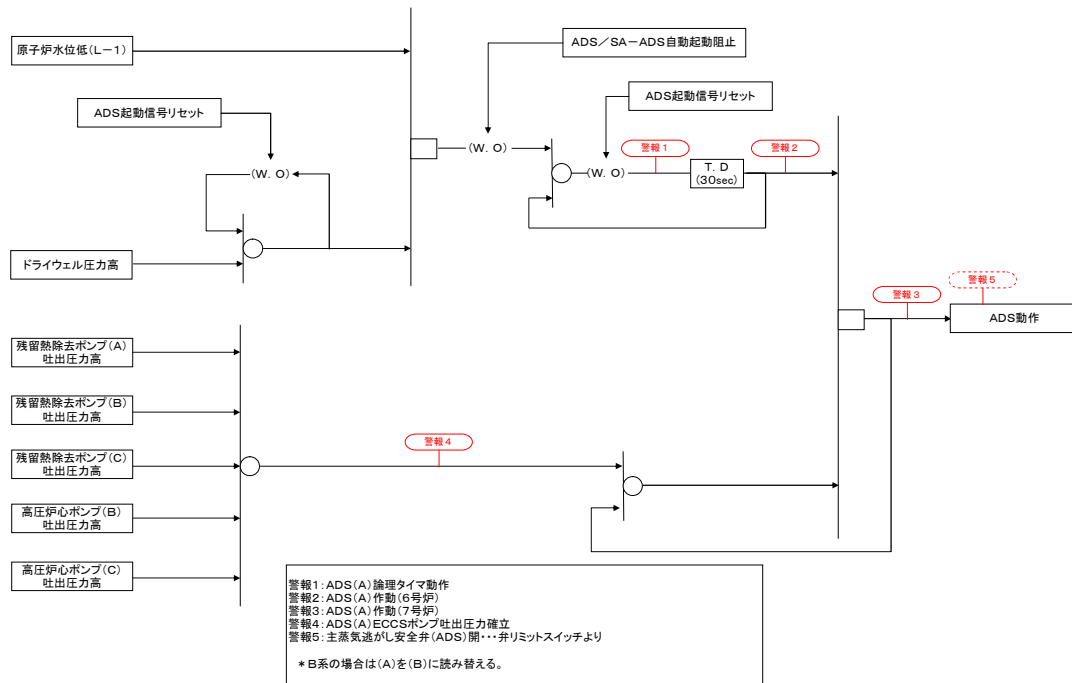 原子炉水位低(L-1)
ADS/SA-ADS自動起動阻止
ADS起動信号リセット
ADS起動信号リセット
(W. O)
(W. O)
警報1
警報2
T. D
(30sec)
(W. O)
ドライウェル圧力高
警報3
警報5
ADS動作
残留熱除去ポンプ(A)
吐出圧力高
残留熱除去ポンプ(B)
吐出圧力高
警報4
残留熱除去ポンプ(C)
吐出圧力高
高圧炉心ポンプ(B)
吐出圧力高
高圧炉心ポンプ(C)
吐出圧力高
警報1:ADS(A)論理タイマ動作
警報2:ADS(A)作動(6号炉)
警報3:ADS(A)作動(7号炉)
警報4:ADS(A)ECCSポンプ吐出圧力確立
警報5:主蒸気逃がし安全弁(ADS)開・・・弁リミットスイッチより
*B系の場合は(A)を(B)に読み替える。